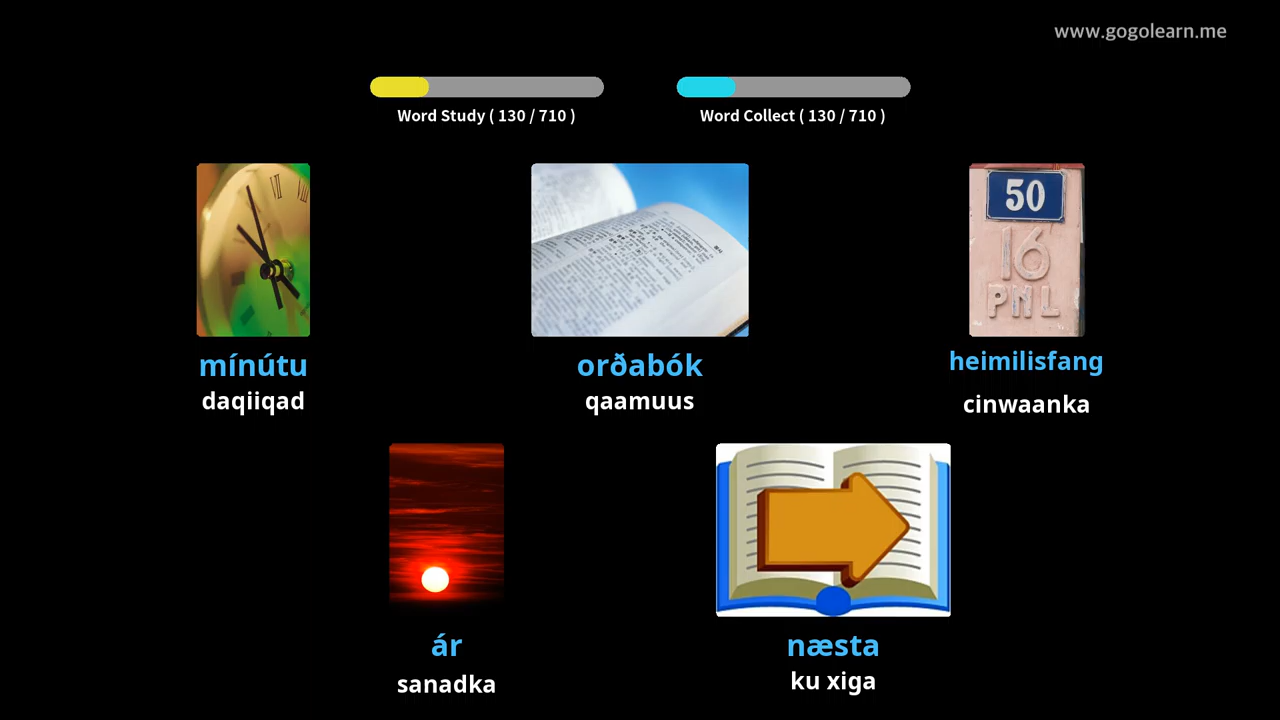 www.gogolearn.me
Word Study ( 130 / 710 )
Word Collect ( 130 / 710 )
50
16
PNL
mínútu
daqiiqad
orðabók
qaamuus
heimilisfang
cinwaanka
ár
sanadka
næsta
ku xiga